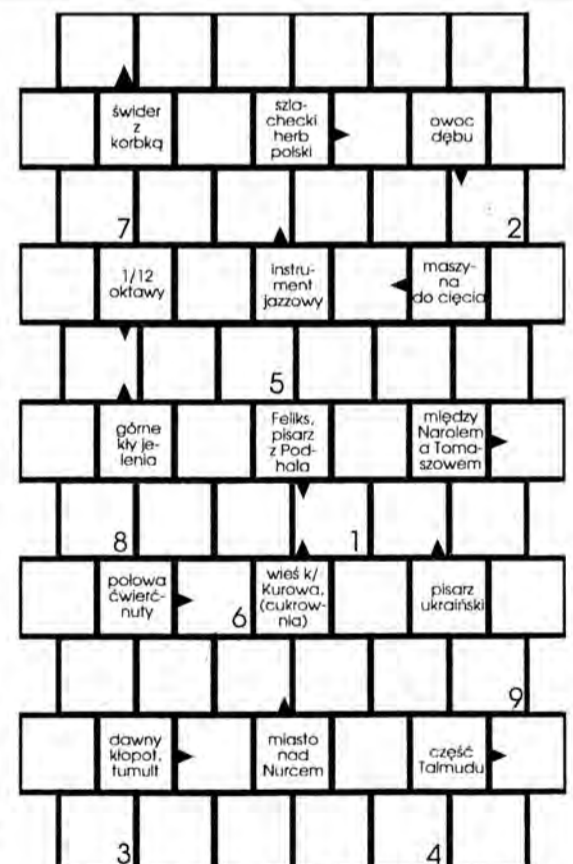 świder
z
korbką
szla-
checki
herb
polski
owoc
dębu
7
2
1/12
oktawy
instru-
ment
jazzowy
maszy-
na
do cięcia
5
górne
kły je-
lenia
Feliks,
pisarz
z Pod-
hala
między
Narolem
a Toma-
szowem
8
1
połowa
ćwierć-
nuty
6
wieś k/
Kurowa,
(cukrow-
nia)
pisarz
ukraiński
9
dawny
kłopot,
tumult
miasto
nad
Nurcem
część
Talmudu
3
4